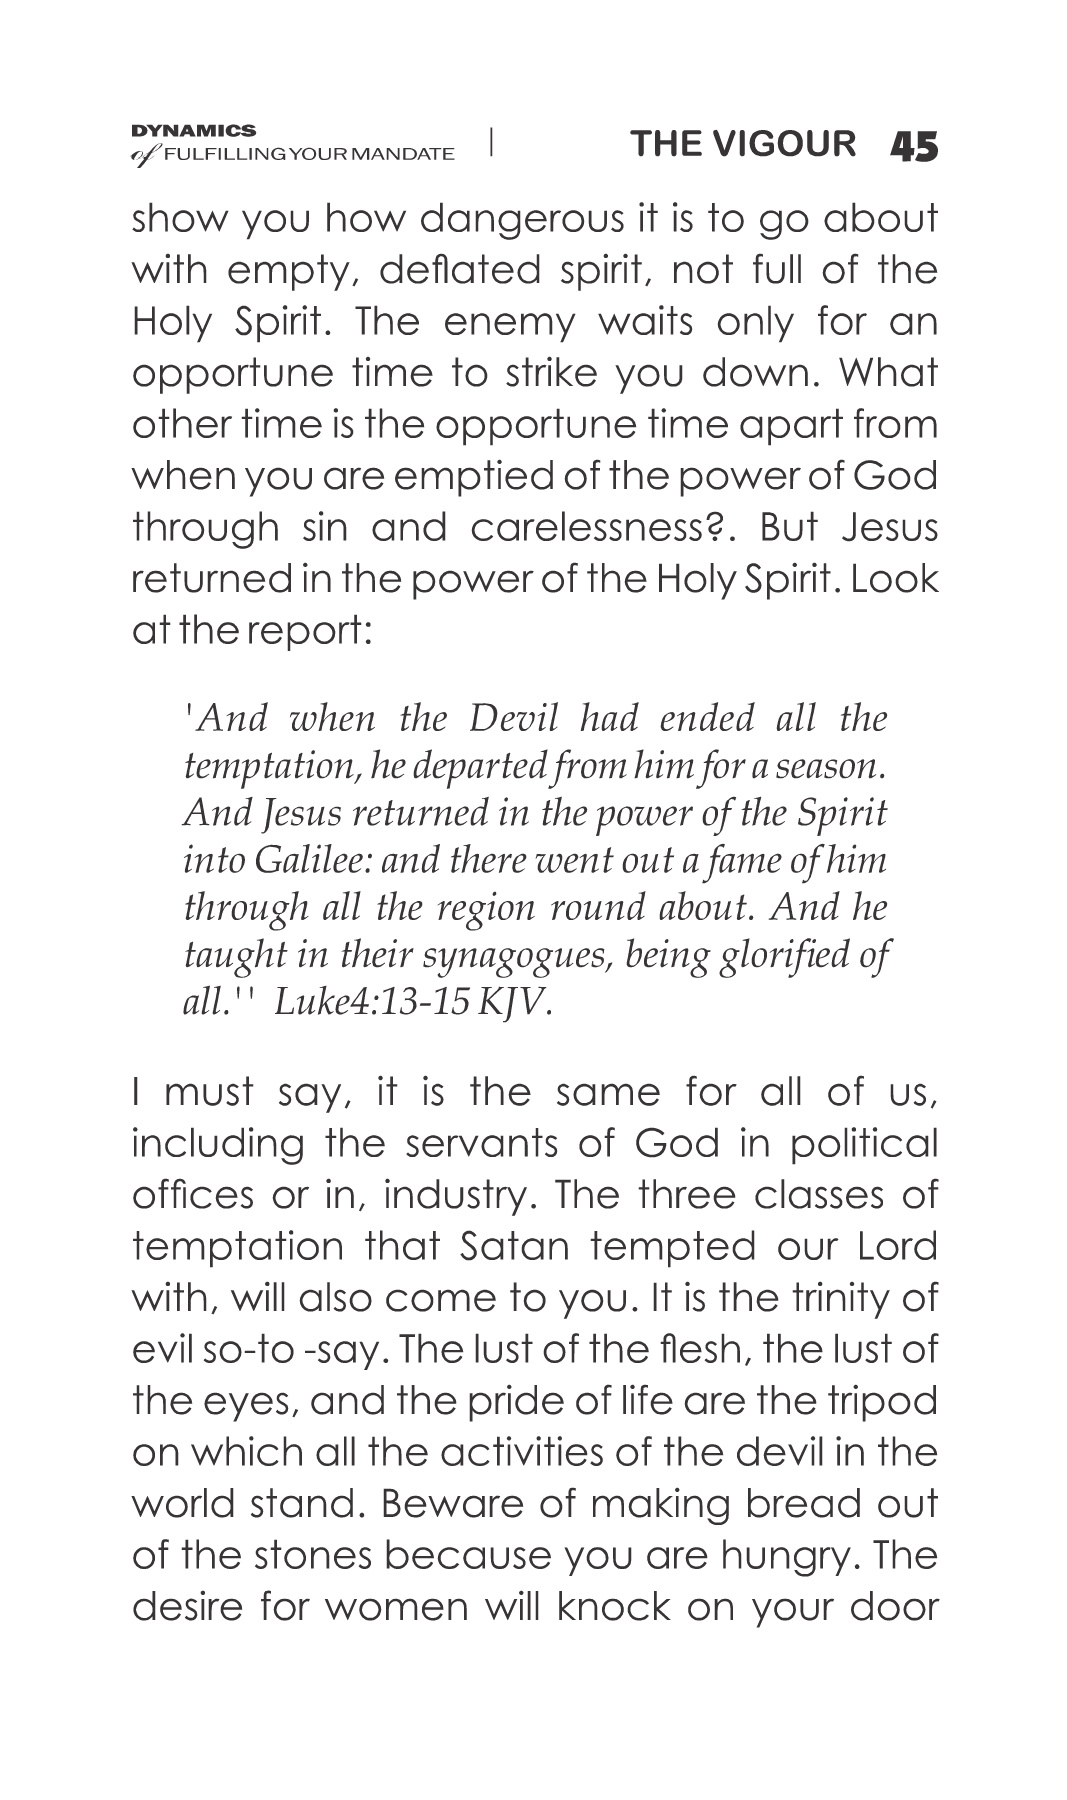 DYNAMICS
of FULFILLING YOUR MANDATE
THE VIGOUR 45
show you how dangerous it is to go about
with empty, deflated spirit, not full of the
Holy Spirit. The enemy waits only for an
opportune time to strike you down. What
other time is the opportune time apart from
when you are emptied of the power of God
through sin and carelessness?. But Jesus
returned in the power of the Holy Spirit. Look
at the report:
'And when the Devil had ended all the
temptation, he departed from him for a season.
And Jesus returned in the power of the Spirit
into Galilee: and there went out a fame of him
through all the region round about. And he
taught in their synagogues, being glorified of
all.'' Luke4:13-15 KJV.
I must say, it is the same for all of us,
including the servants of God in political
offices or in, industry. The three classes of
temptation that Satan tempted our Lord
with, will also come to you. It is the trinity of
evil so-to -say. The lust of the flesh, the lust of
the eyes, and the pride of life are the tripod
on which all the activities of the devil in the
world stand. Beware of making bread out
of the stones because you are hungry. The
desire for women will knock on your door